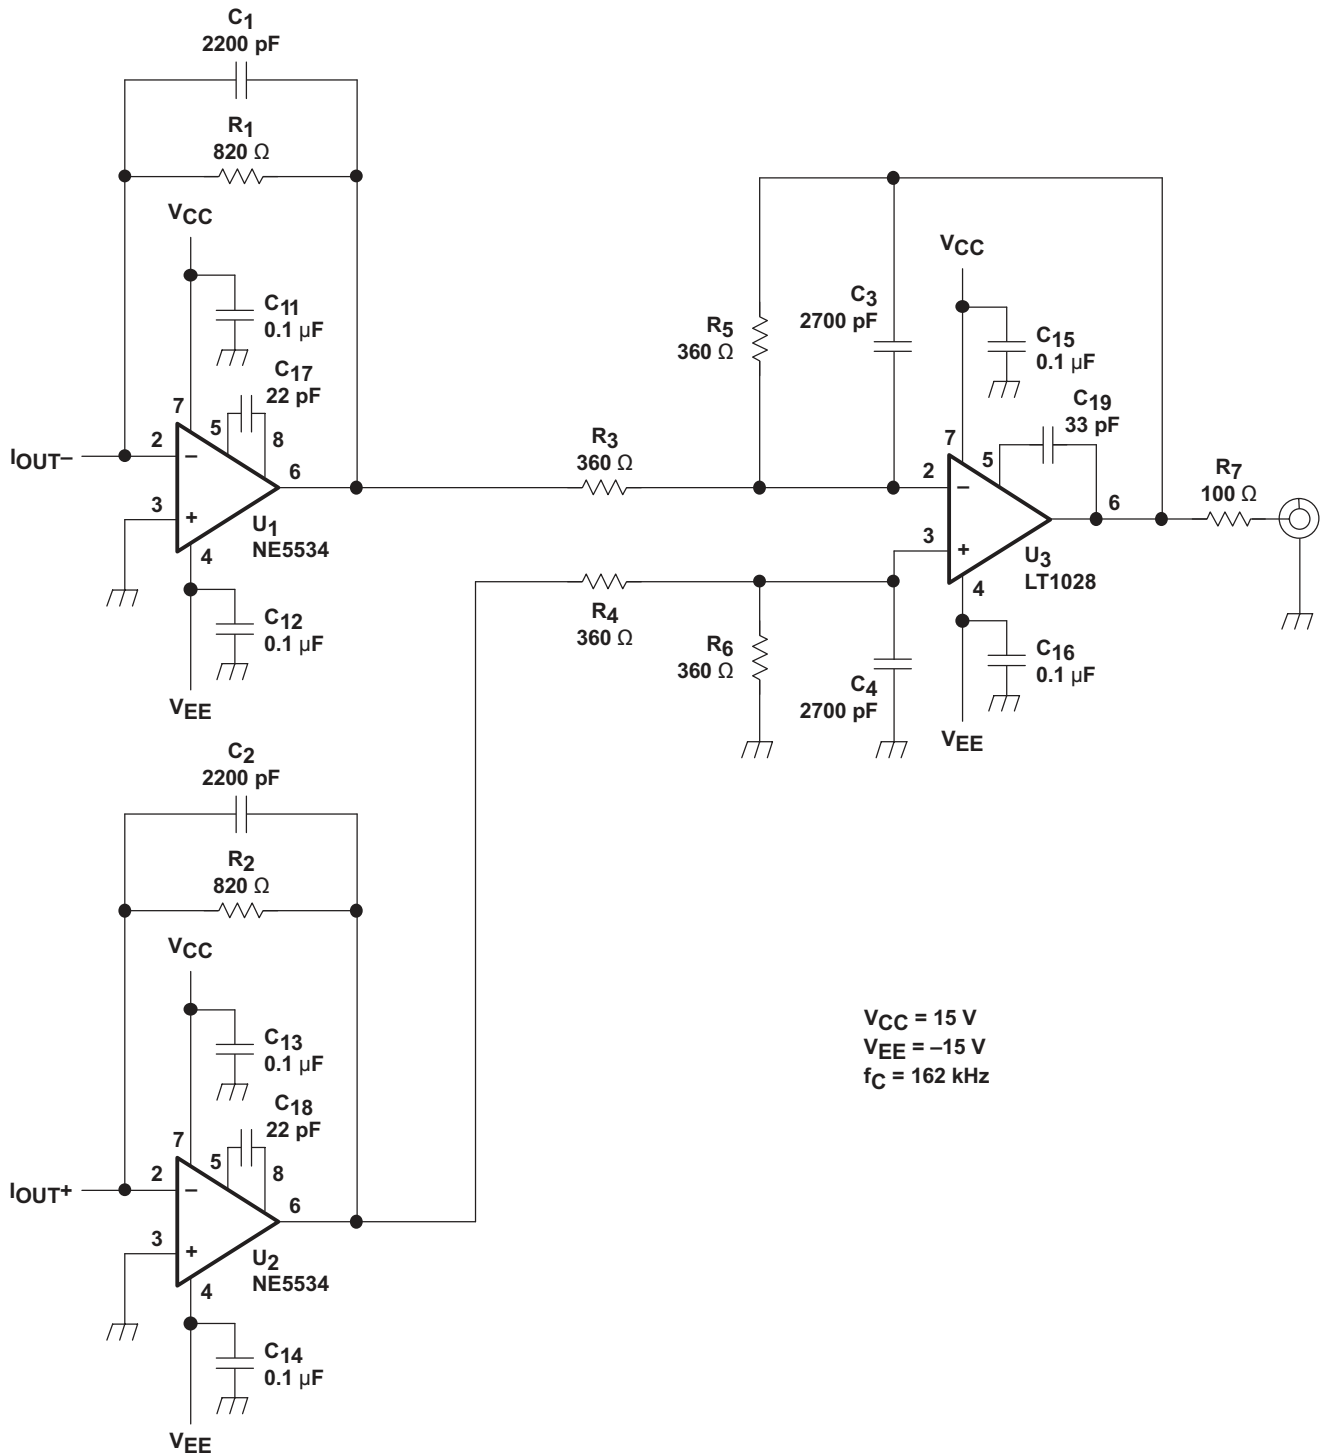 C1
2200 pF
R1
820 Ω
VCC
C11
0.1 µF
C17
22 pF
7
5
8
2
IOUT–
–
6
3
+
U1
NE5534
4
C12
0.1 µF
VEE
R3
360 Ω
R5
360 Ω
C3
2700 pF
VCC
C15
0.1 µF
C19
33 pF
7
5
2
–
6
R7
100 Ω
3
+
U3
LT1028
4
R4
360 Ω
R6
360 Ω
C4
2700 pF
C16
0.1 µF
VEE
C2
2200 pF
R2
820 Ω
VCC
C13
0.1 µF
C18
22 pF
7
5
8
2
IOUT+
–
6
3
+
U2
NE5534
4
C14
0.1 µF
VEE
VCC = 15 V
VEE = –15 V
fC = 162 kHz